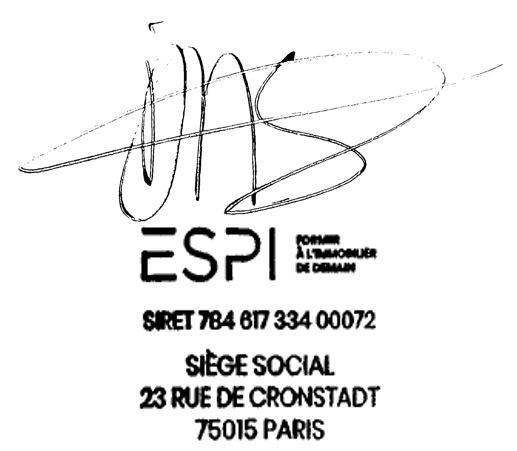 ESPI
FORMER
À L'IMMOBILIER
DE DEMAIN
SIRET 784 617 334 00072
SIÈGE SOCIAL
23 RUE DE CRONSTADT
75015 PARIS